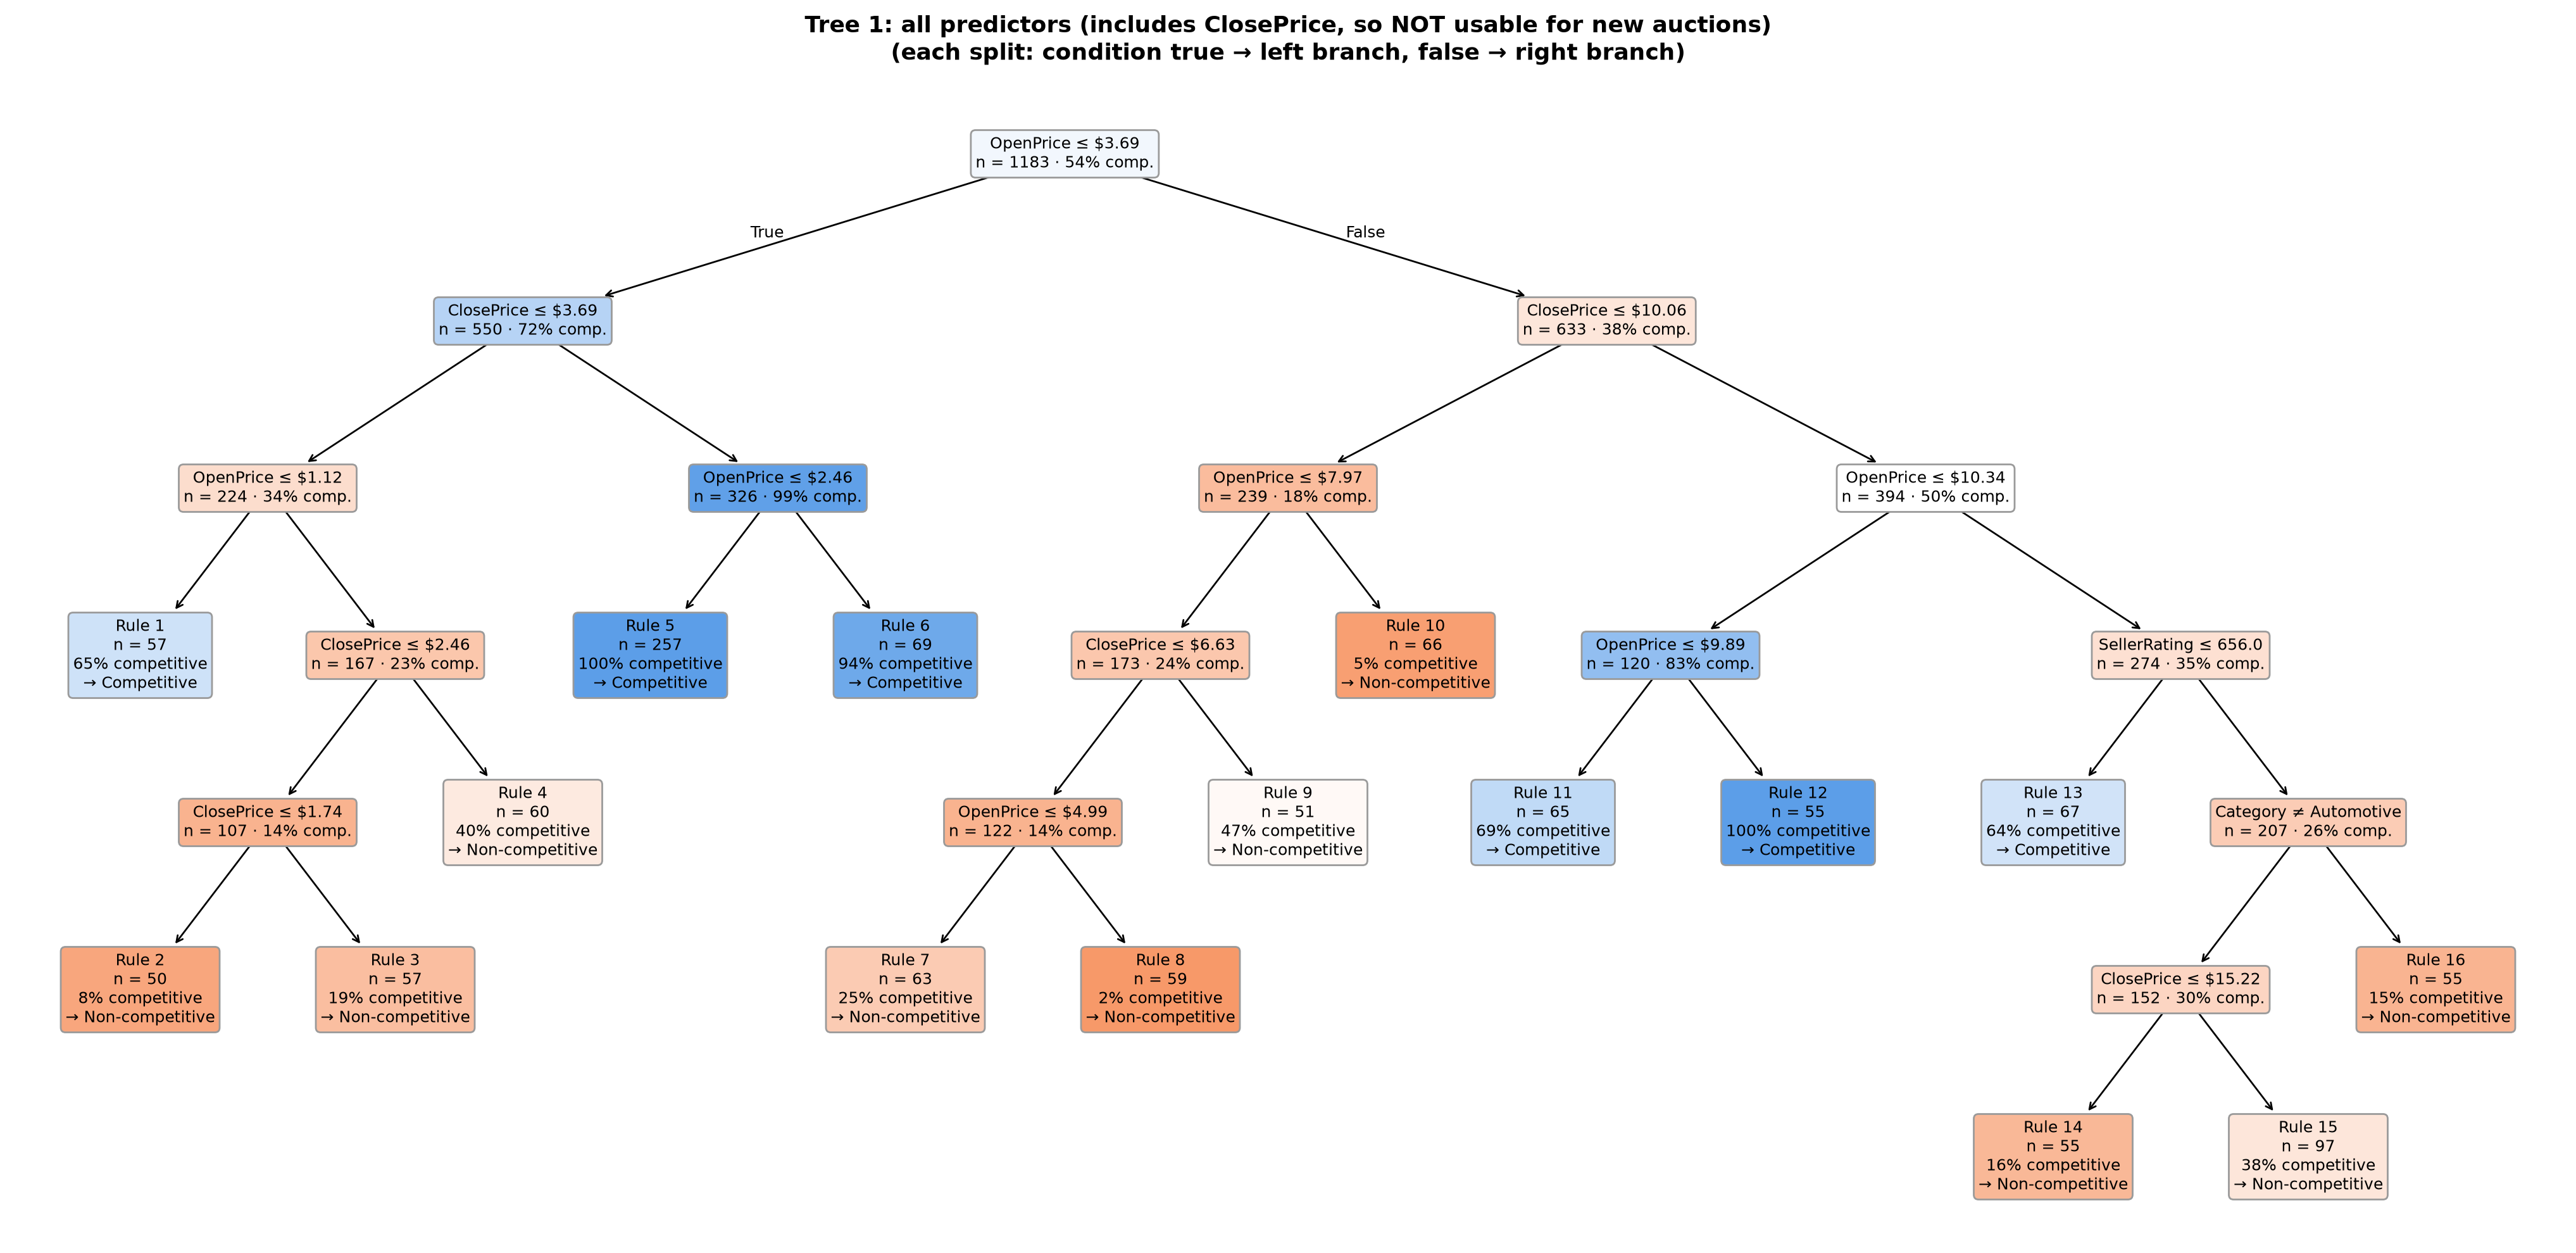 Tree 1: all predictors (includes ClosePrice, so NOT usable for new auctions)
(each split: condition true → left branch, false → right branch)
OpenPrice ≤ $3.69
n = 1183 · 54% comp.
True
False
ClosePrice ≤ $3.69
n = 550 · 72% comp.
ClosePrice ≤ $10.06
n = 633 · 38% comp.
OpenPrice ≤ $1.12
n = 224 · 34% comp.
OpenPrice ≤ $2.46
n = 326 · 99% comp.
OpenPrice ≤ $7.97
n = 239 · 18% comp.
OpenPrice ≤ $10.34
n = 394 · 50% comp.
Rule 1
n = 57
65% competitive
→ Competitive
ClosePrice ≤ $2.46
n = 167 · 23% comp.
Rule 5
n = 257
100% competitive
→ Competitive
Rule 6
n = 69
94% competitive
→ Competitive
ClosePrice ≤ $6.63
n = 173 · 24% comp.
Rule 10
n = 66
5% competitive
→ Non-competitive
OpenPrice ≤ $9.89
n = 120 · 83% comp.
SellerRating ≤ 656.0
n = 274 · 35% comp.
ClosePrice ≤ $1.74
n = 107 · 14% comp.
Rule 4
n = 60
40% competitive
→ Non-competitive
OpenPrice ≤ $4.99
n = 122 · 14% comp.
Rule 9
n = 51
47% competitive
→ Non-competitive
Rule 11
n = 65
69% competitive
→ Competitive
Rule 12
n = 55
100% competitive
→ Competitive
Rule 13
n = 67
64% competitive
→ Competitive
Category ≠ Automotive
n = 207 · 26% comp.
Rule 2
n = 50
8% competitive
→ Non-competitive
Rule 3
n = 57
19% competitive
→ Non-competitive
Rule 7
n = 63
25% competitive
→ Non-competitive
Rule 8
n = 59
2% competitive
→ Non-competitive
ClosePrice ≤ $15.22
n = 152 · 30% comp.
Rule 16
n = 55
15% competitive
→ Non-competitive
Rule 14
n = 55
16% competitive
→ Non-competitive
Rule 15
n = 97
38% competitive
→ Non-competitive